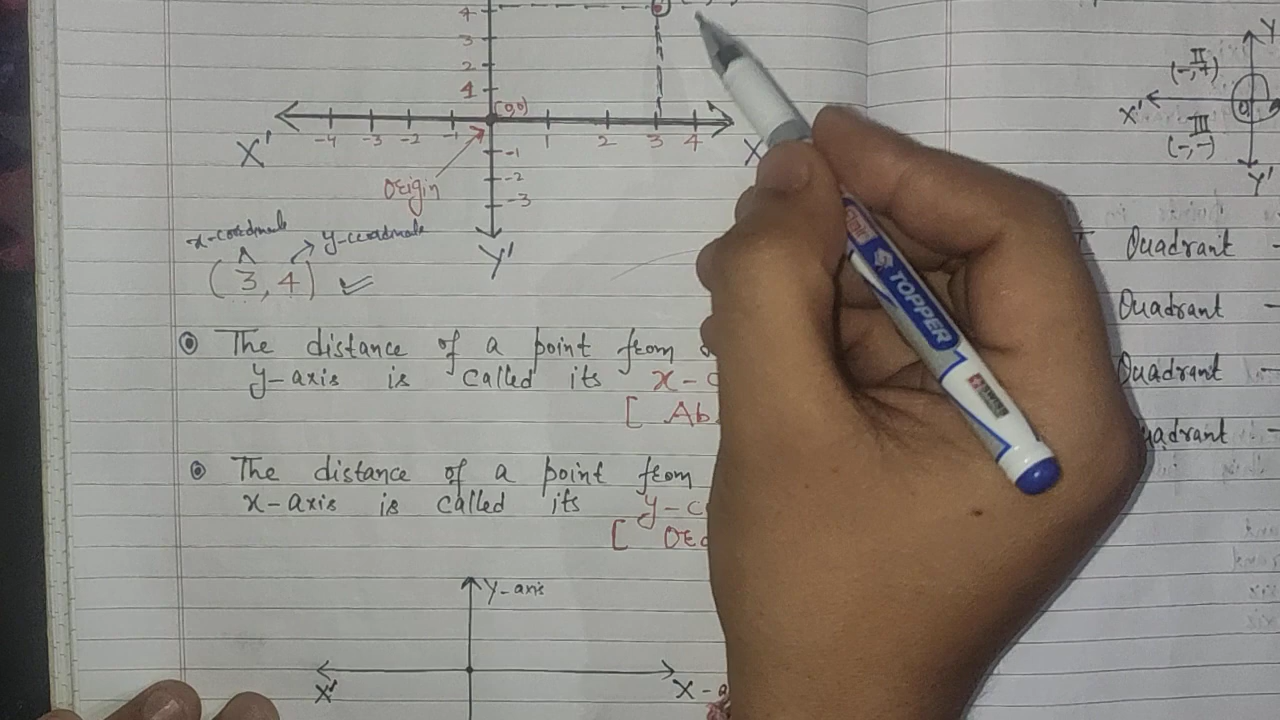 4
3
2
1
(0,0)
-4 -3 -2 -1 1 2 3 4
X' X
-1
-2
-3
Origin
Y'
x-coordinate y-coordinate
(3, 4)
The distance of a point from
y-axis is called its x-c
[ Ab
The distance of a point from
x-axis is called its y-c
[ Ord
Y-axis
X' X-a
TOPPER
Y
II
(-,+)
X' O
III
(-,-)
Y'
Quadrant -
Quadrant -
Quadrant -
uadrant -